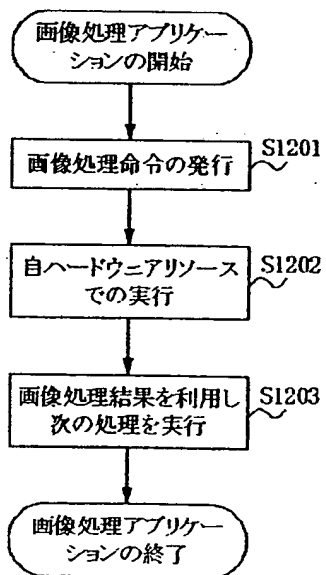 画像処理アプリケー
ションの開始
画像処理命令の発行
S1201
自ハードウェアリソース
での実行
S1202
画像処理結果を利用し
次の処理を実行
S1203
画像処理アプリケー
ションの終了